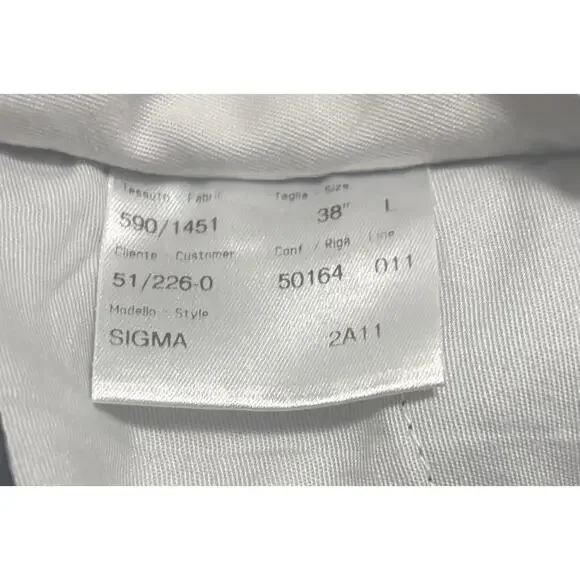 Tessuto - Fabric Taglia - Size
590/1451 38" L
Cliente - Customer Conf / Riga Line
51/226-0 50164 011
Modello - Style
SIGMA 2A11